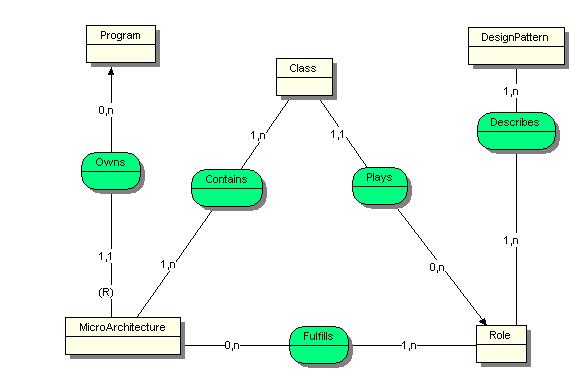 Program
DesignPattern
Class
1,n
0,n
Describes
1,n
1,1
Owns
Contains
Plays
1,n
1,1
1,n
0,n
(R)
MicroArchitecture
Fulfills
Role
0,n
1,n